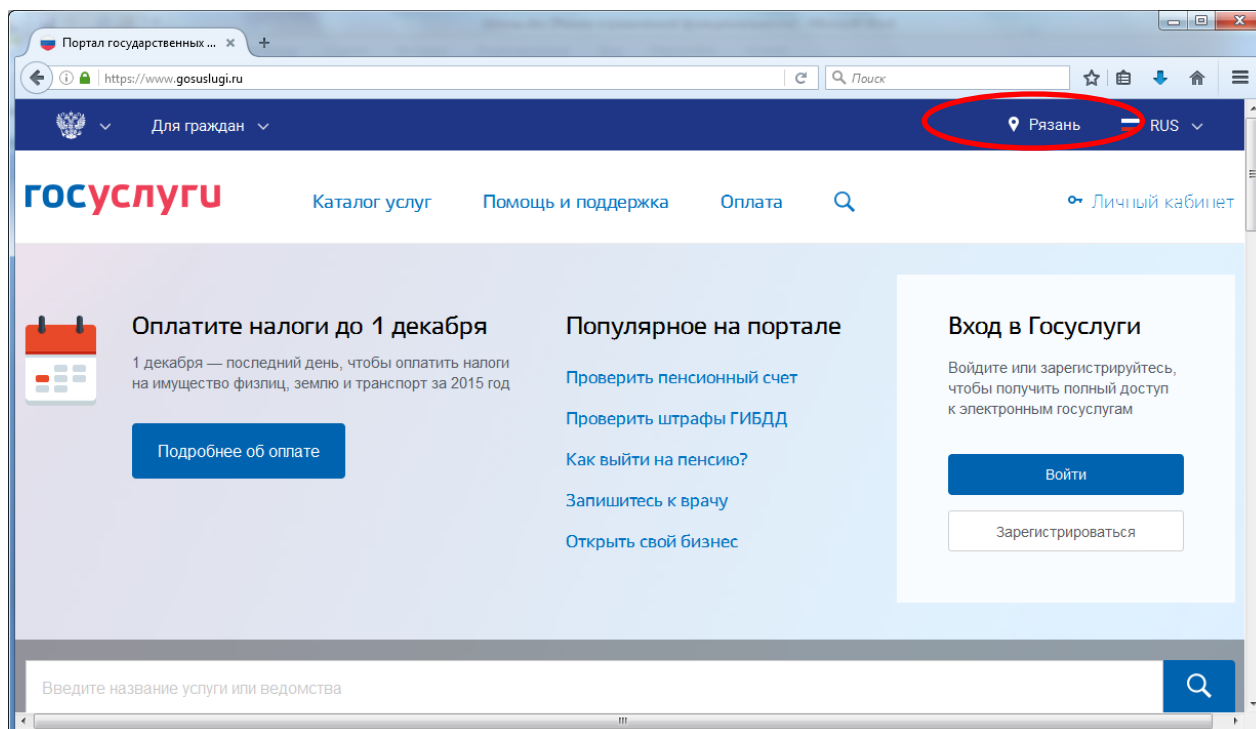 Портал государственных ...
https://www.gosuslugi.ru
Поиск
Для граждан
Рязань
RUS
госуслуги
Каталог услуг
Помощь и поддержка
Оплата
Личный кабинет
Оплатите налоги до 1 декабря
1 декабря — последний день, чтобы оплатить налоги
на имущество физлиц, землю и транспорт за 2015 год
Подробнее об оплате
Популярное на портале
Проверить пенсионный счет
Проверить штрафы ГИБДД
Как выйти на пенсию?
Запишитесь к врачу
Открыть свой бизнес
Вход в Госуслуги
Войдите или зарегистрируйтесь,
чтобы получить полный доступ
к электронным госуслугам
Войти
Зарегистрироваться
Введите название услуги или ведомства